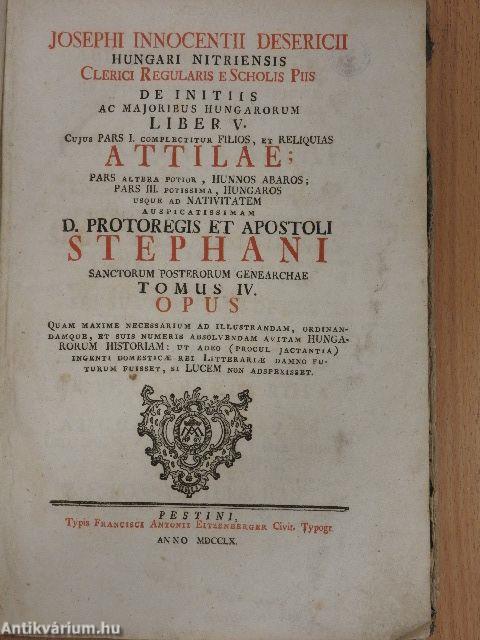 JOSEPHI INNOCENTII DESERICII
HUNGARI NITRIENSIS
CLERICI REGULARIS E SCHOLIS PIIS
DE INITIIS
AC MAJORIBUS HUNGARORUM
LIBER V.
CUJUS PARS I. COMPLECTITUR FILIOS, ET RELIQUIAS
ATTILAE;
PARS ALTERA POTIOR, HUNNOS ABAROS;
PARS III. POTISSIMA, HUNGAROS
USQUE AD NATIVITATEM
AUSPICATISSIMAM
D. PROTOREGIS ET APOSTOLI
STEPHANI
SANCTORUM POSTERORUM GENEARCHAE
TOMUS IV.
OPUS
QUAM MAXIME NECESSARIUM AD ILLUSTRANDAM, ORDINAN-
DAMQUE, ET SUIS NUMERIS ABSOLVENDAM AVITAM HUNGA-
RORUM HISTORIAM: UT ADEO (PROCUL JACTANTIA)
INGENTI DOMESTICÆ REI LITTERARIÆ DAMNO FU-
TURUM FUISSET, SI LUCEM NON ADSPEXISSET.
PESTINI,
Typis FRANCISCI ANTONII EITZENBERGER Civit. Typogr.
ANNO MDCCLX.
Antikvárium.hu